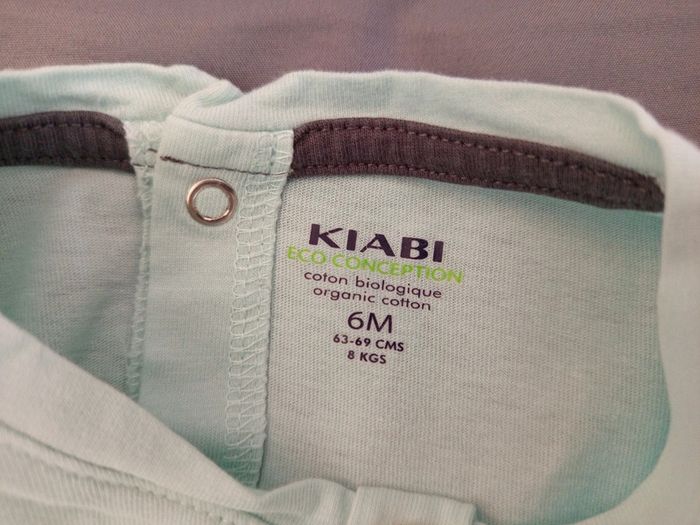 KIABI
ECO CONCEPTION
coton biologique
organic cotton
6M
63-69 CMS
8 KGS